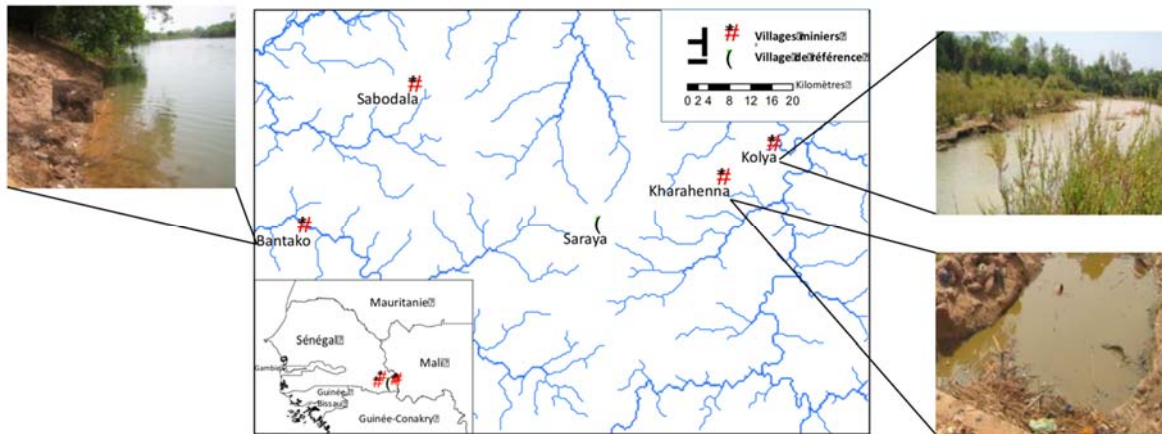 Villages miniers
Village de référence
Kilomètres
0 2 4 8 12 16 20
Sabodala
Kolya
Kharahenna
Bantako
Saraya
Mauritanie
Sénégal
Mali
Gambie
Guinée
Bissau
Guinée-Conakry